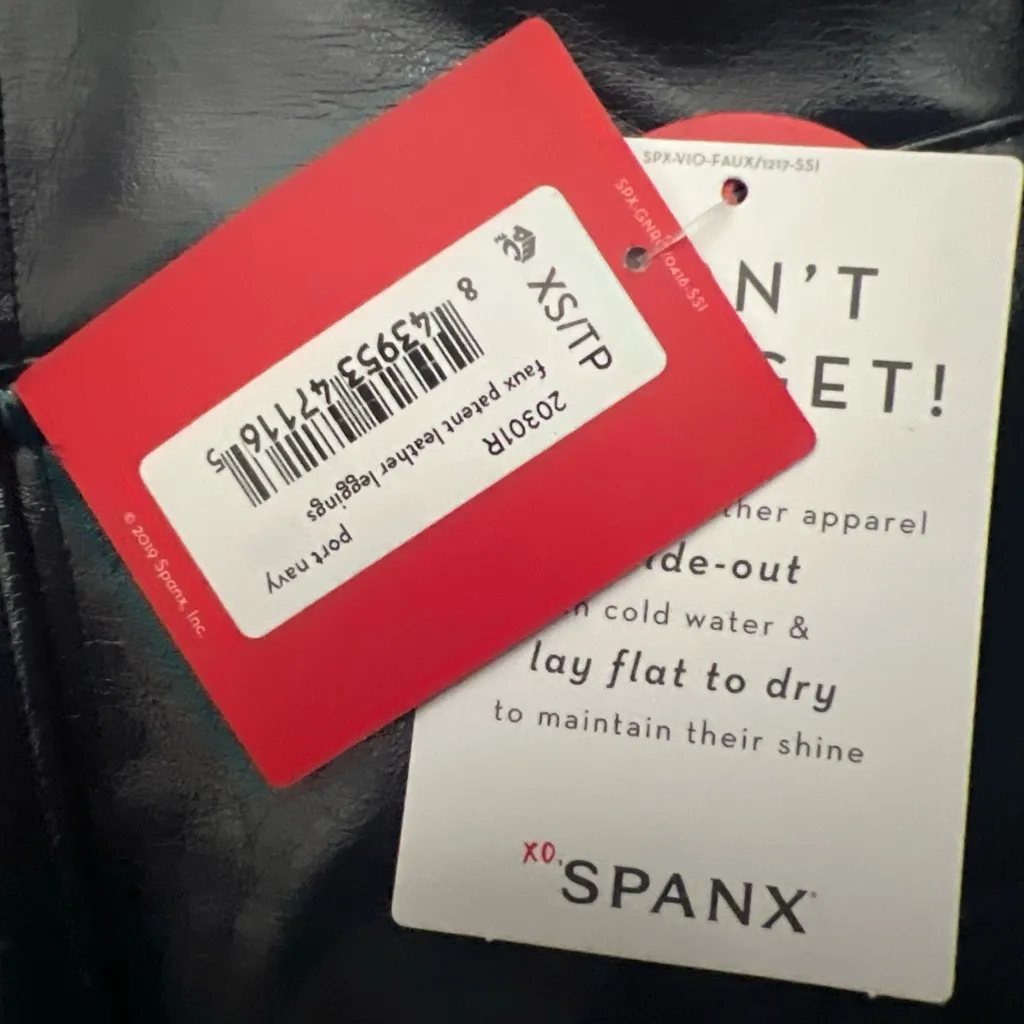 SPX-VIO-FAUX/1217-SSI
N'T
GET!
ther apparel
ide-out
n cold water &
lay flat to dry
to maintain their shine
XO,
SPANX
XS/TP
8 43953 47116 5
20301R
faux patent leather leggings
port navy
© 2019 Spanx, Inc.